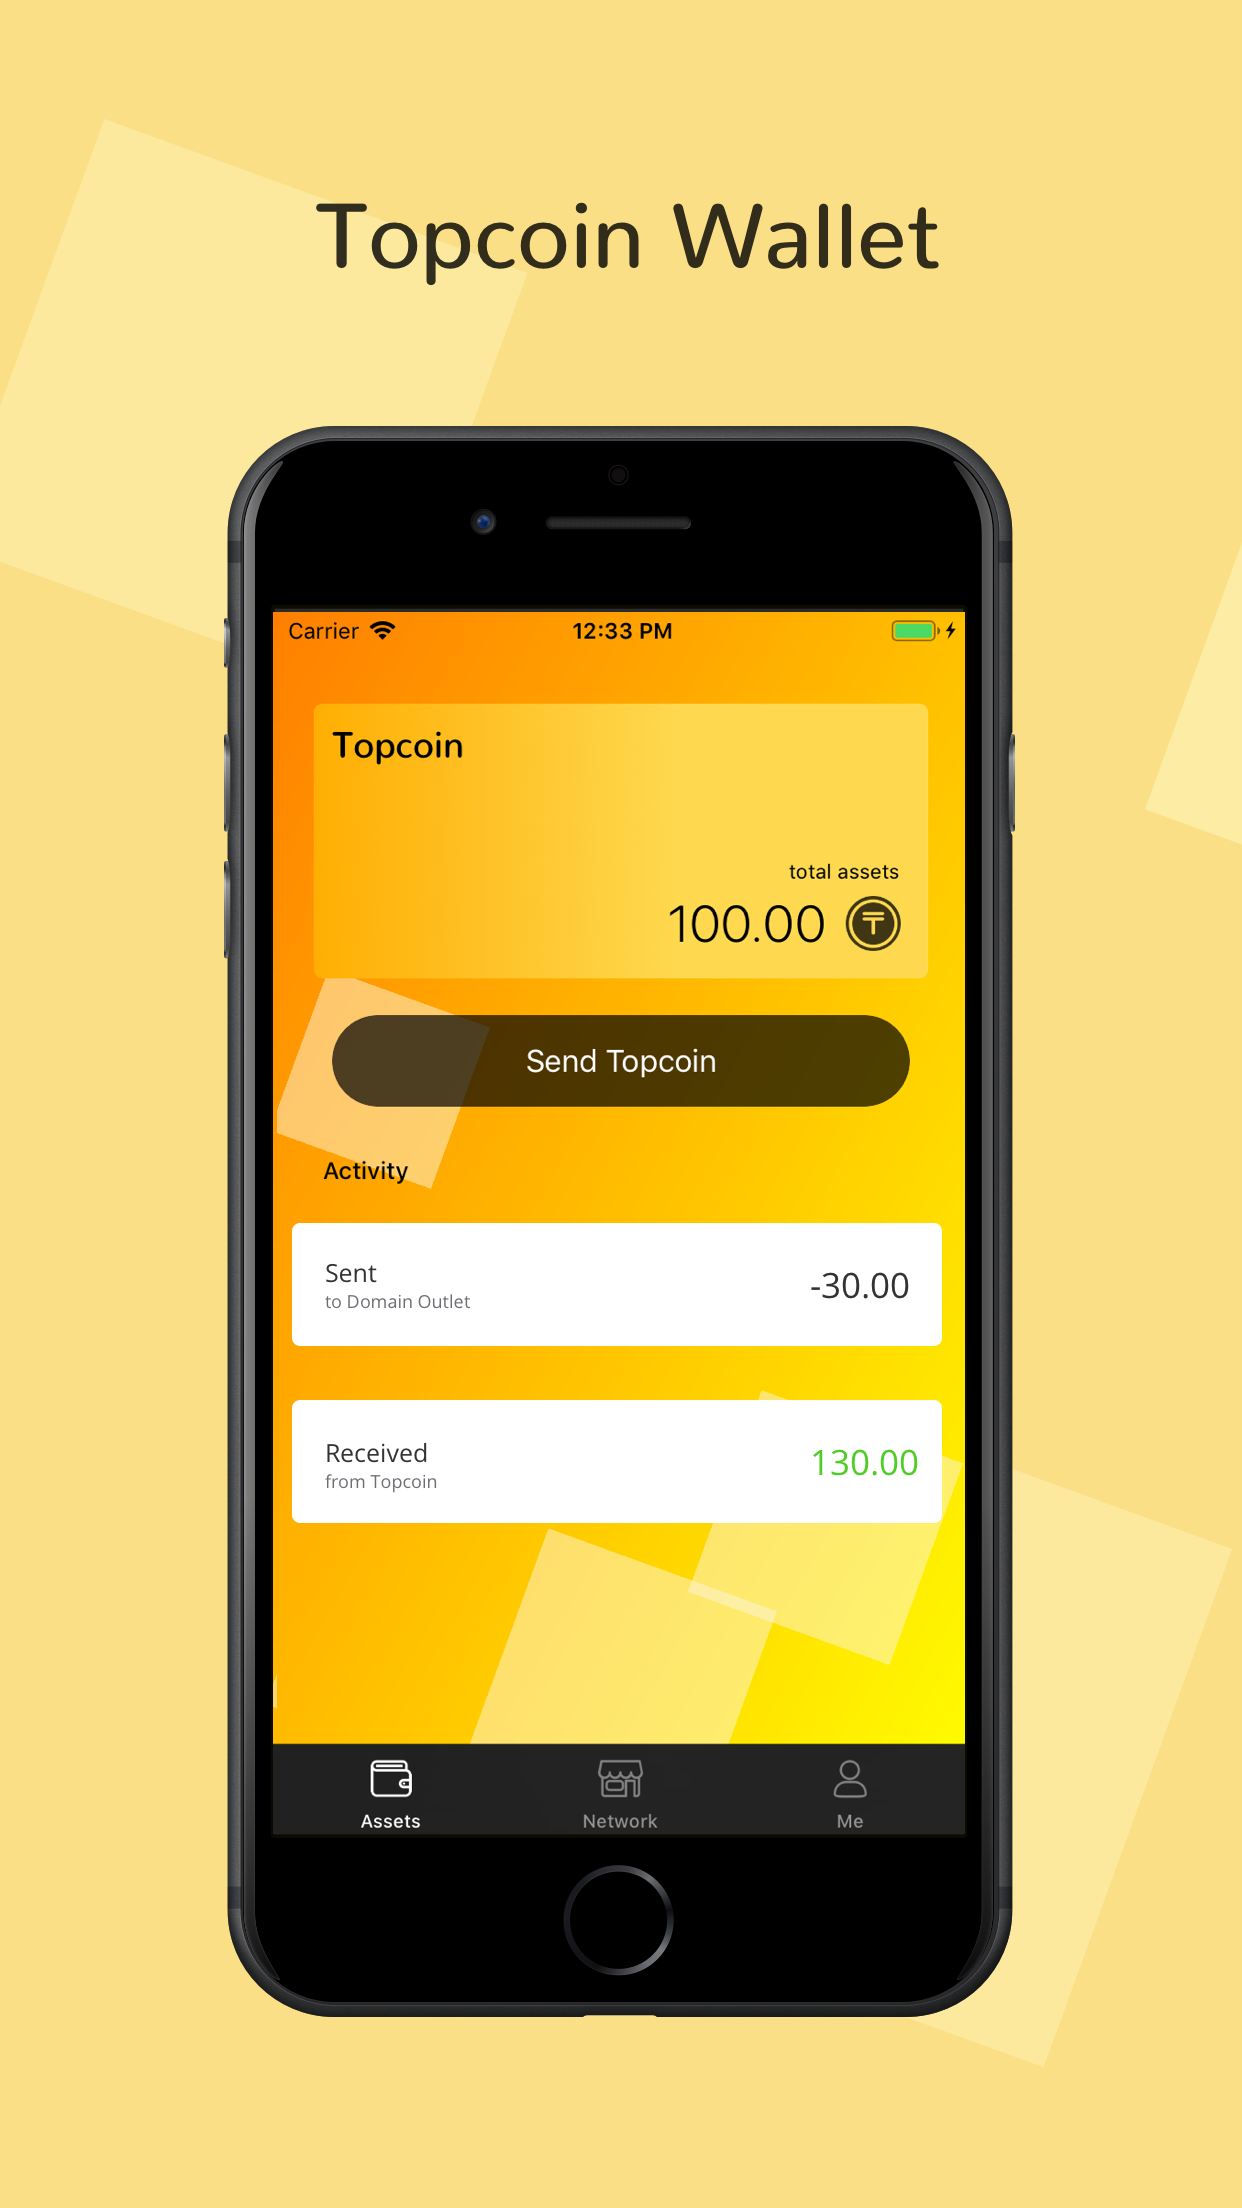 Topcoin Wallet
Carrier 12:33 PM
Topcoin
total assets
100.00 ₸
Send Topcoin
Activity
Sent
to Domain Outlet
-30.00
Received
from Topcoin
130.00
Assets Network Me